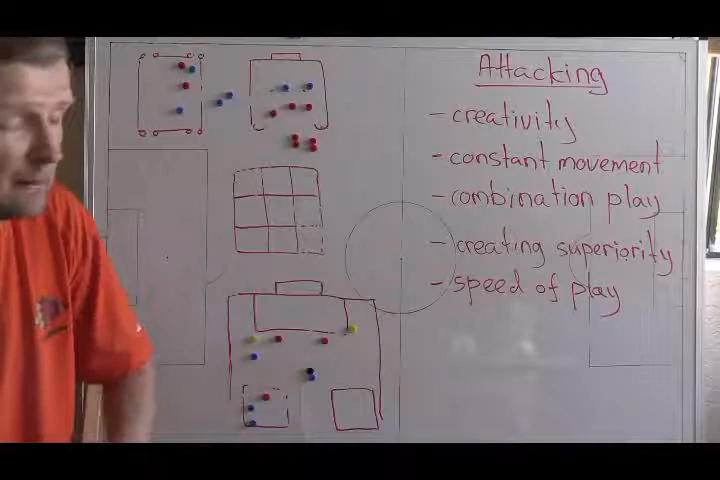 Attacking
- creativity
- constant movement
- combination play
- creating superiority
- speed of play